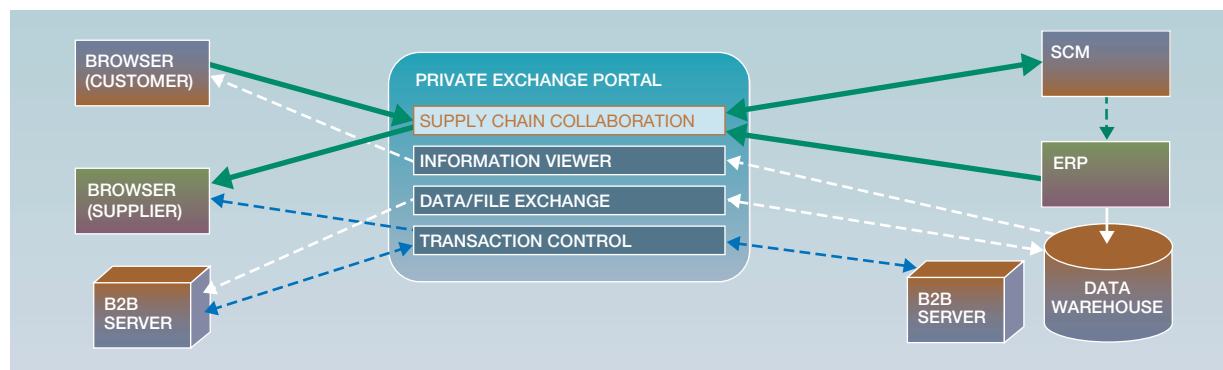 BROWSER
(CUSTOMER)
PRIVATE EXCHANGE PORTAL
SUPPLY CHAIN COLLABORATION
INFORMATION VIEWER
DATA/FILE EXCHANGE
TRANSACTION CONTROL
SCM
ERP
BROWSER
(SUPPLIER)
B2B
SERVER
B2B
SERVER
DATA
WAREHOUSE